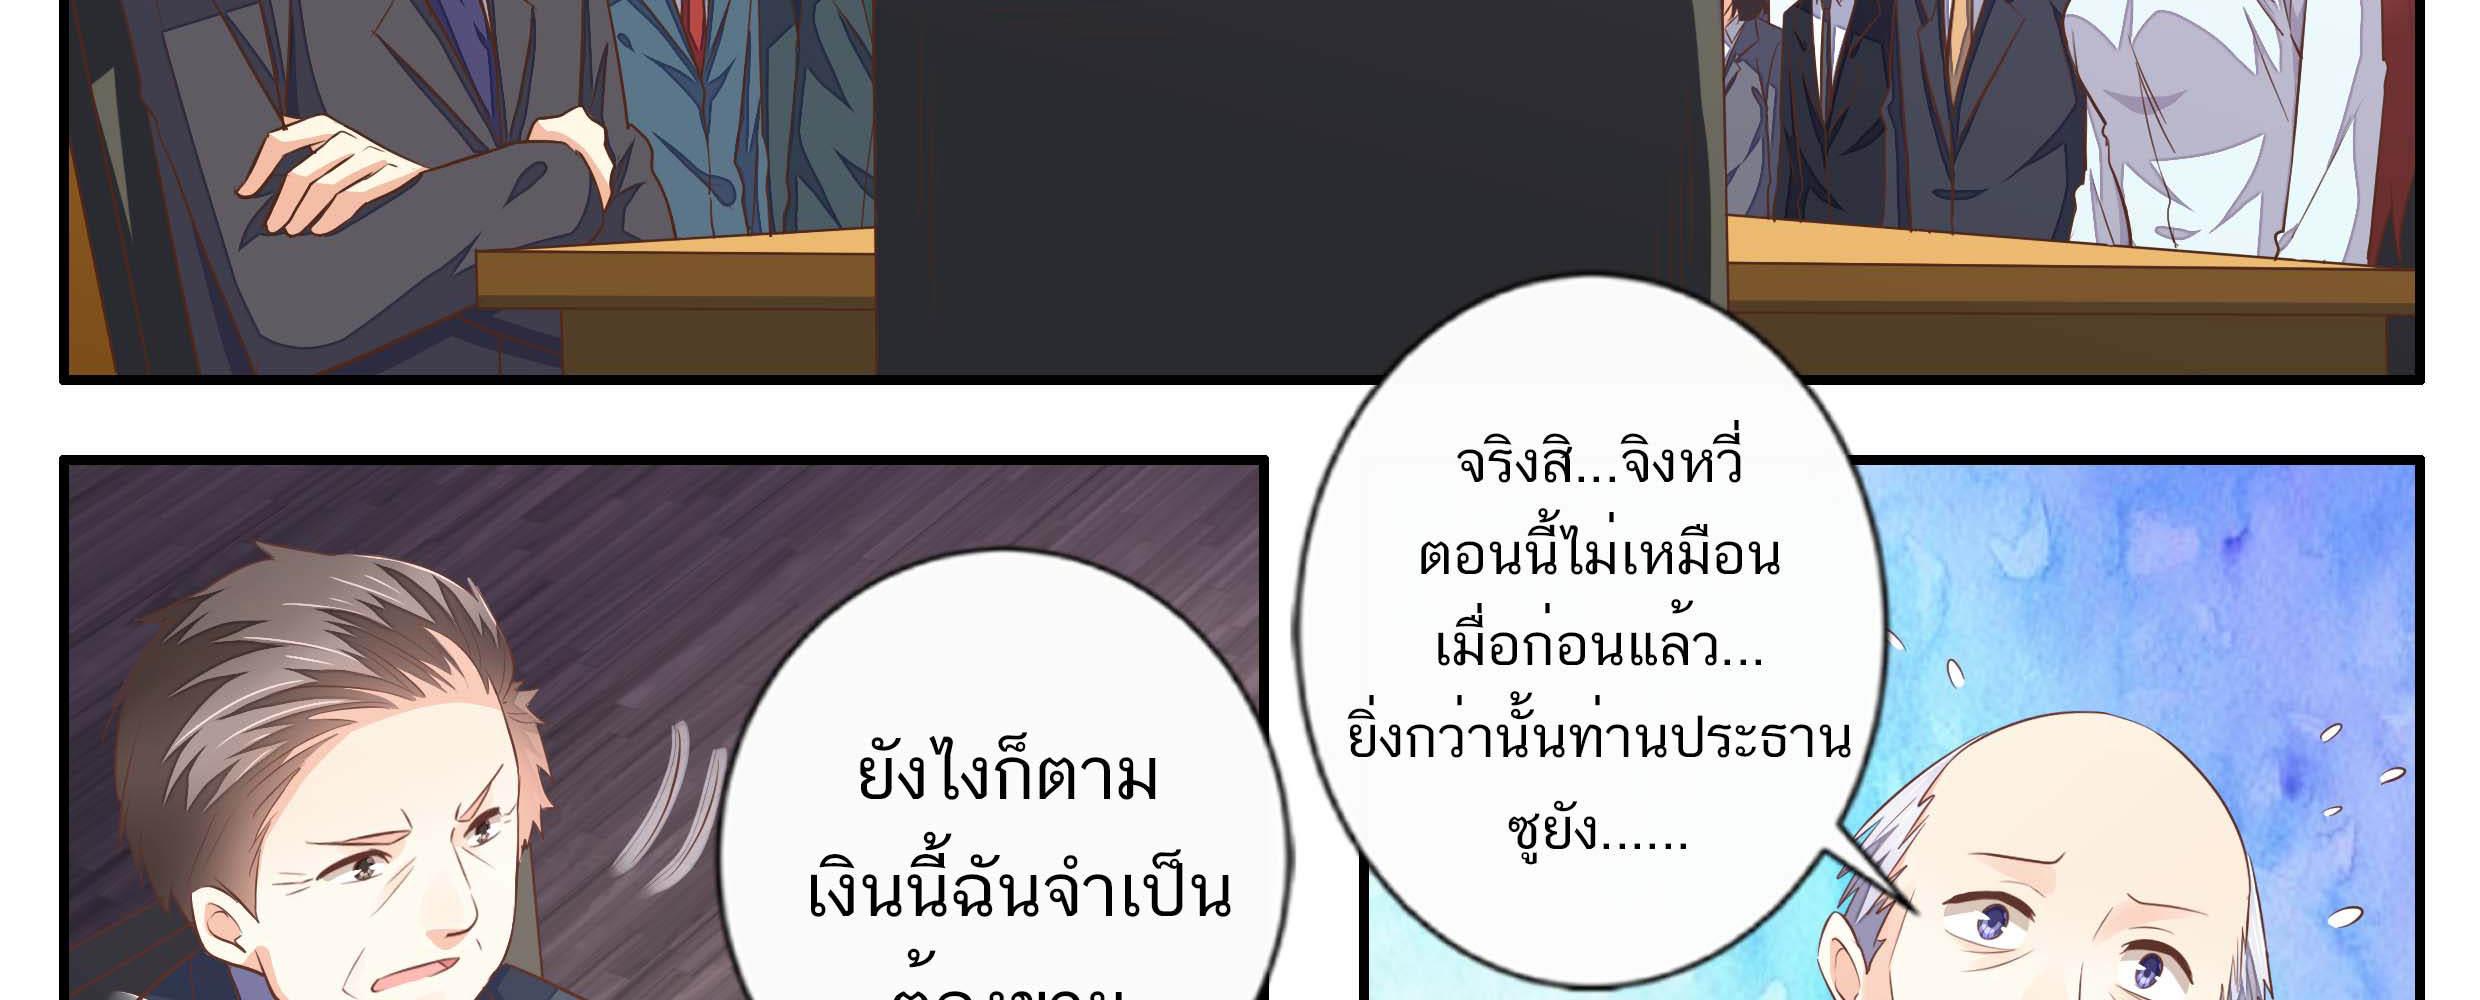 จริงสิ...จิงหวี่
ตอนนี้ไม่เหมือน
เมื่อก่อนแล้ว...
ยิ่งกว่านั้นท่านประธาน
ซูยัง......
ยังไงก็ตาม
เงินนี้ฉันจำเป็น